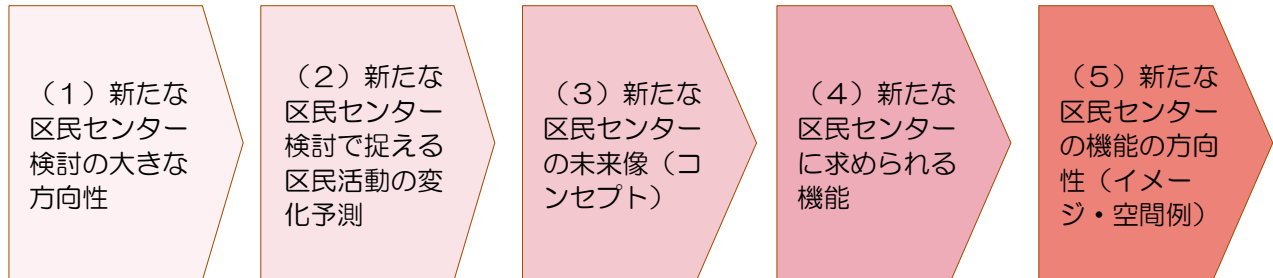 （１）新たな
区民センター
検討の大きな
方向性
（２）新たな
区民センター
検討で捉える
区民活動の変
化予測
（３）新たな
区民センター
の未来像（コ
ンセプト）
（４）新たな
区民センター
に求められる
機能
（５）新たな
区民センター
の機能の方向
性（イメー
ジ・空間例）